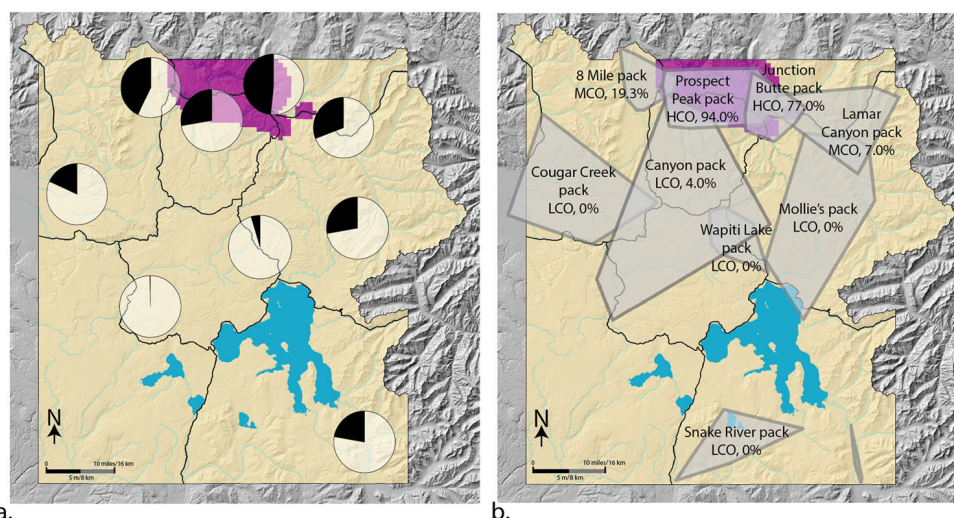 N
0
10 miles/16 km
5 m/8 km
a.
8 Mile pack
MCO, 19.3%
Prospect
Peak pack
HCO, 94.0%
Junction
Butte pack
HCO, 77.0%
Lamar
Canyon pack
MCO, 7.0%
Cougar Creek
pack
LCO, 0%
Canyon pack
LCO, 4.0%
Mollie's pack
LCO, 0%
Wapiti Lake
pack
LCO, 0%
Snake River pack
LCO, 0%
N
0
10 miles/16 km
5 m/8 km
b.